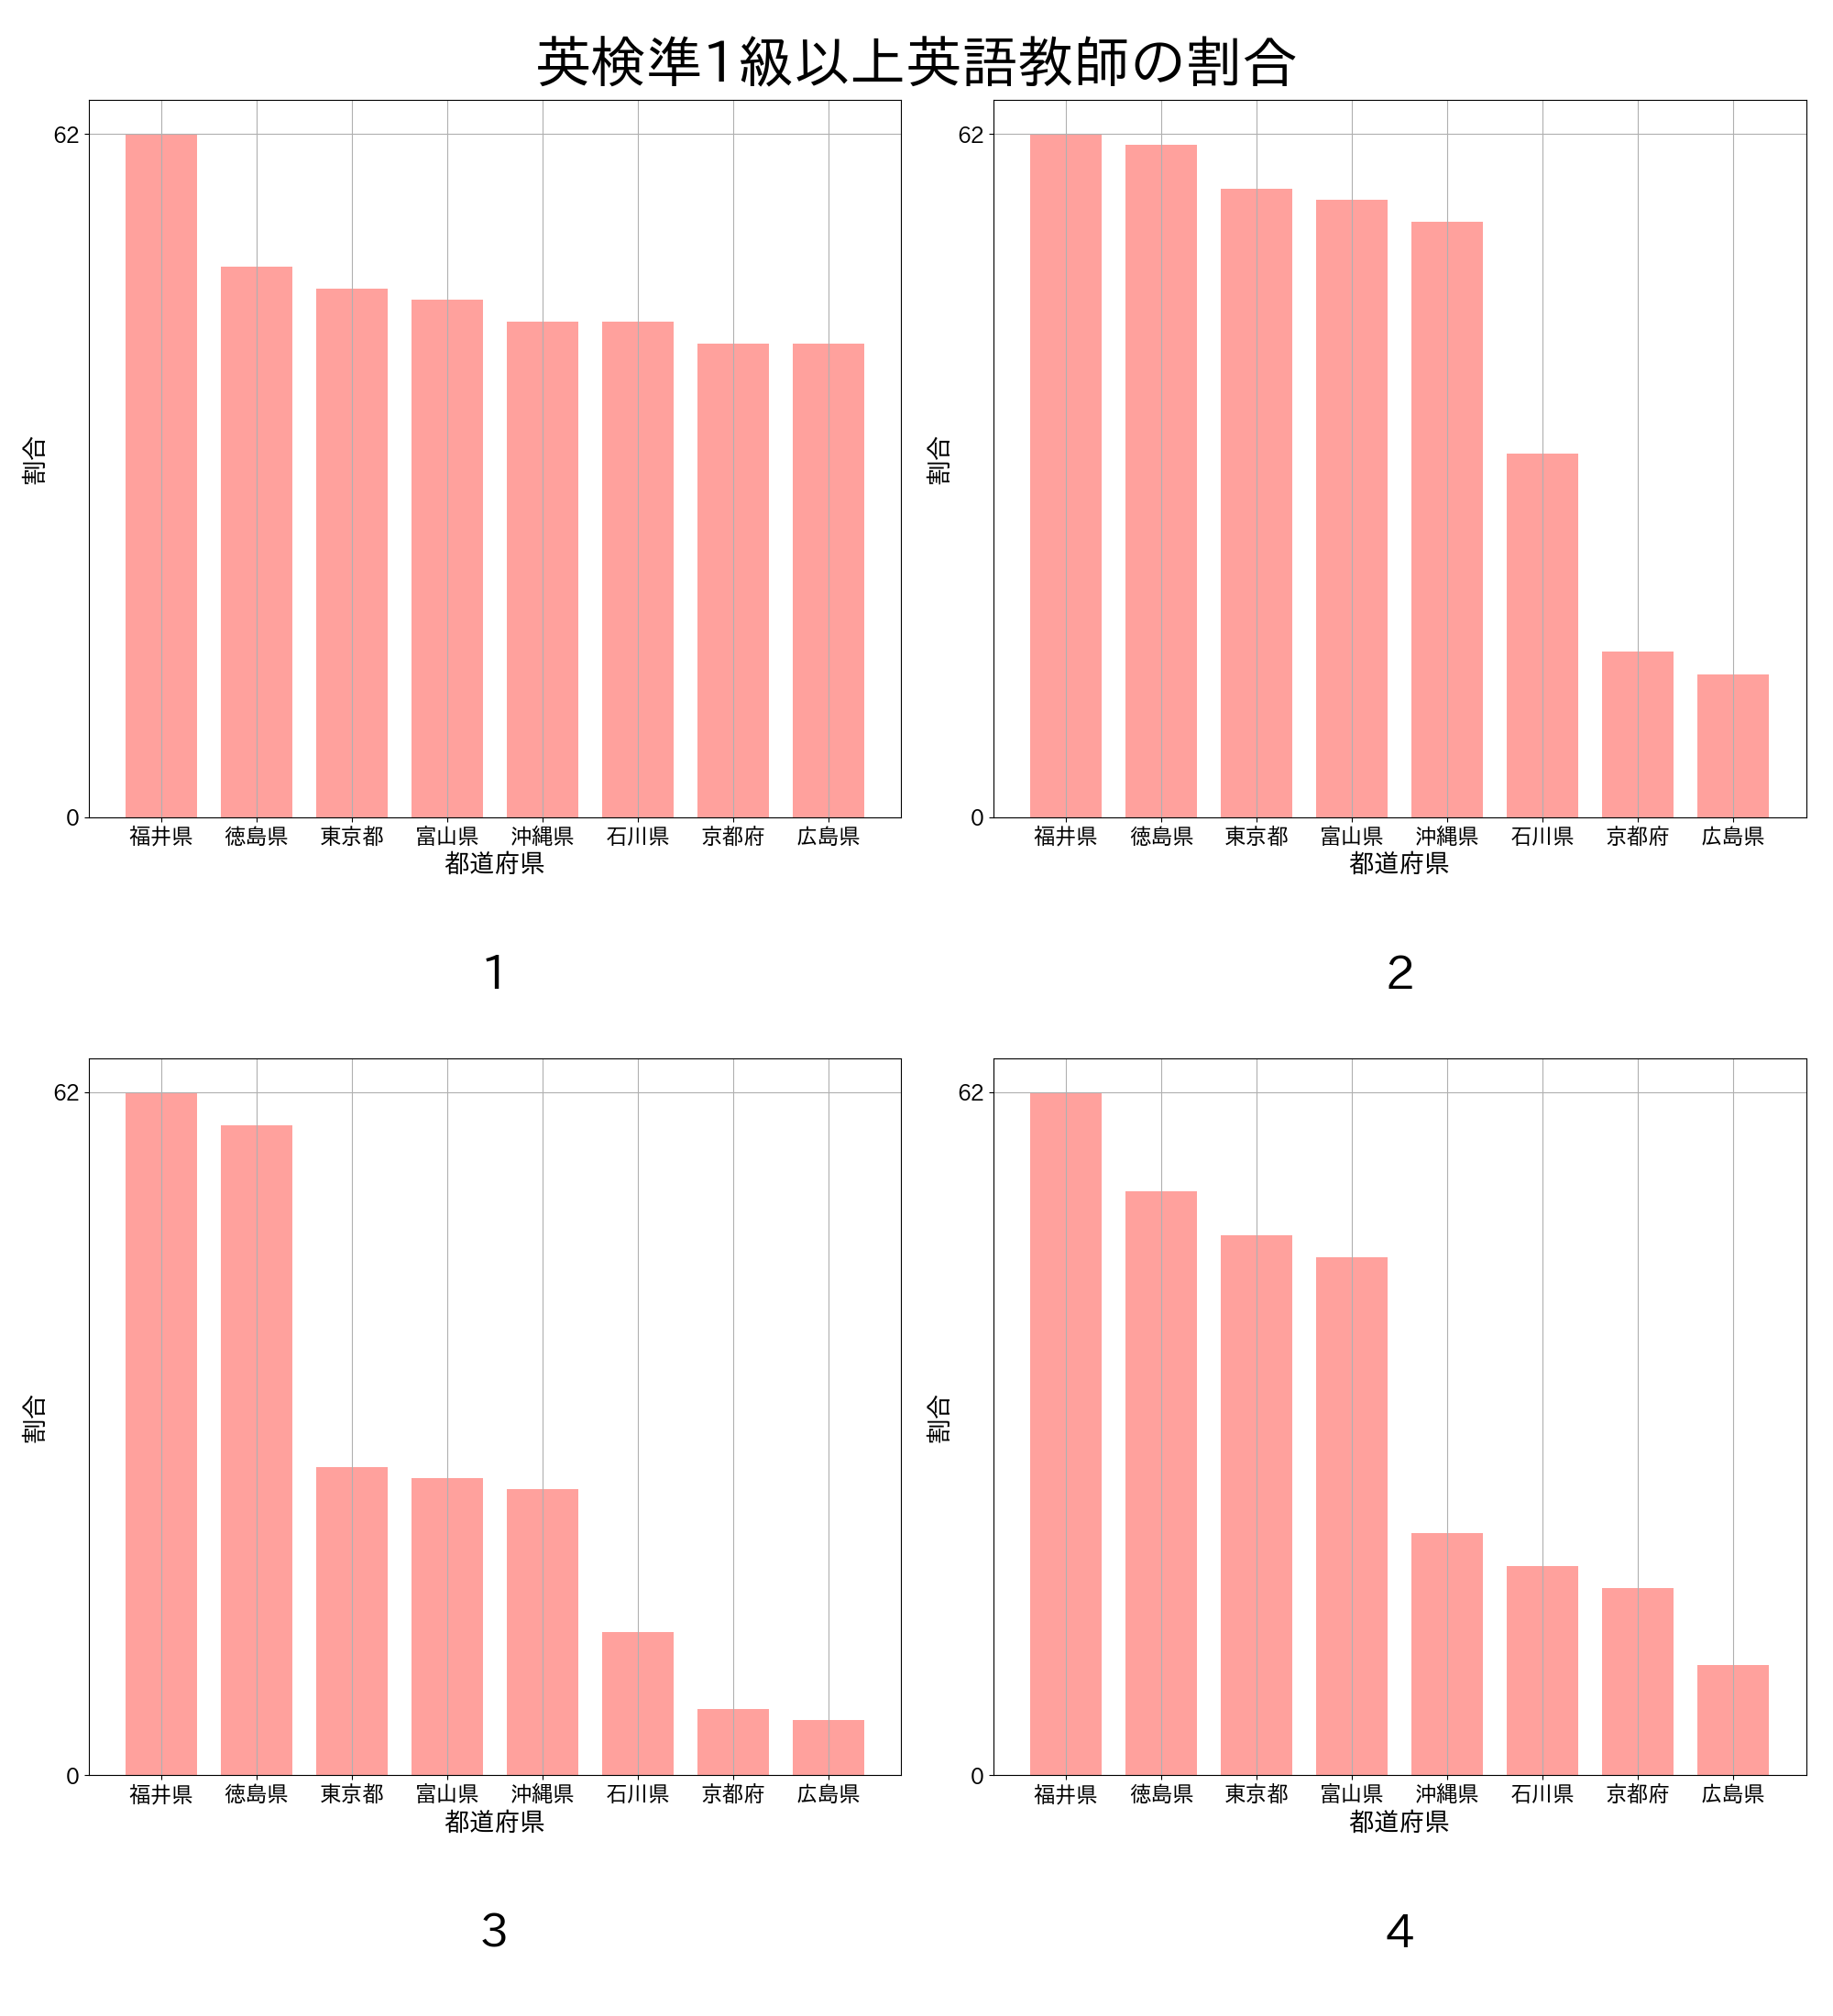 英検準1級以上英語教師の割合
62
0
割合
福井県 徳島県 東京都 富山県 沖縄県 石川県 京都府 広島県
都道府県
1
62
0
割合
福井県 徳島県 東京都 富山県 沖縄県 石川県 京都府 広島県
都道府県
2
62
0
割合
福井県 徳島県 東京都 富山県 沖縄県 石川県 京都府 広島県
都道府県
3
62
0
割合
福井県 徳島県 東京都 富山県 沖縄県 石川県 京都府 広島県
都道府県
4